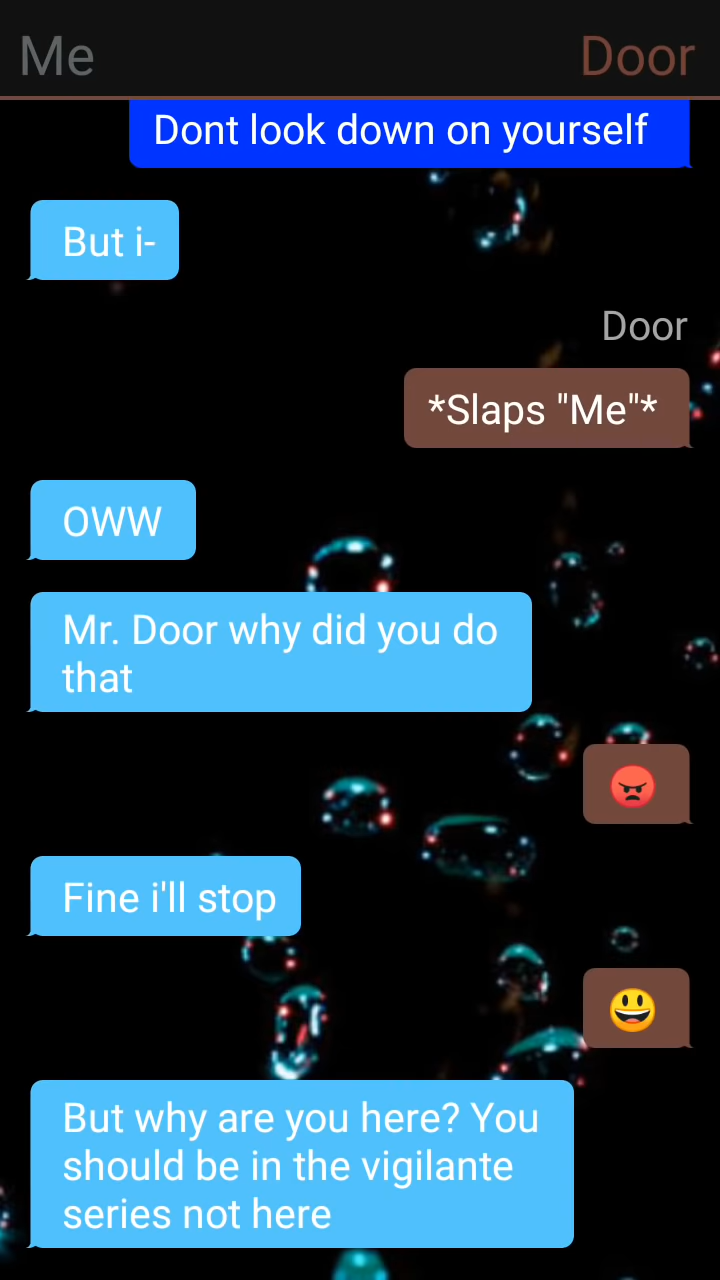 Me
Door
Dont look down on yourself
But i-
Door
*Slaps "Me"*
OWW
Mr. Door why did you do
that
😡
Fine i'll stop
😃
But why are you here? You
should be in the vigilante
series not here